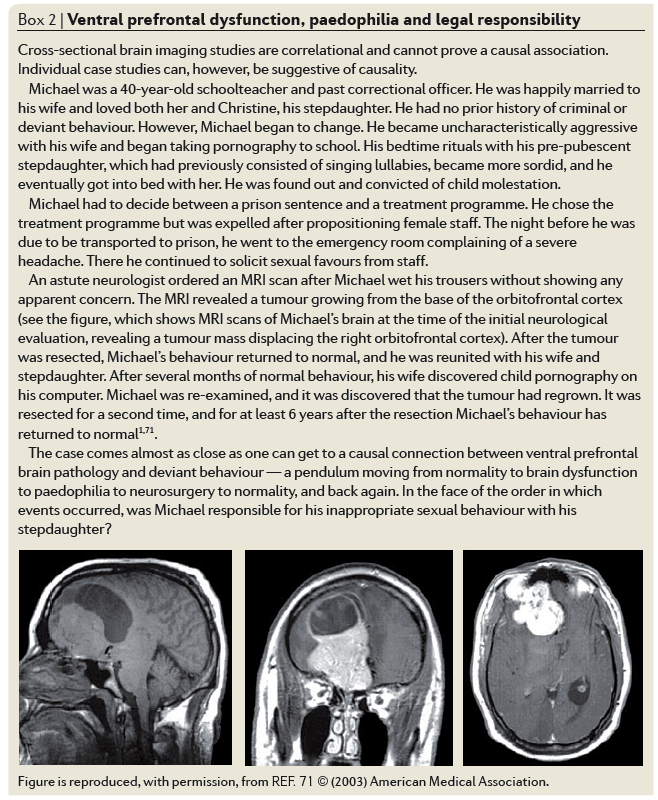 Box 2 | Ventral prefrontal dysfunction, paedophilia and legal responsibility
Cross-sectional brain imaging studies are correlational and cannot prove a causal association.
Individual case studies can, however, be suggestive of causality.
Michael was a 40-year-old schoolteacher and past correctional officer. He was happily married to
his wife and loved both her and Christine, his stepdaughter. He had no prior history of criminal or
deviant behaviour. However, Michael began to change. He became uncharacteristically aggressive
with his wife and began taking pornography to school. His bedtime rituals with his pre-pubescent
stepdaughter, which had previously consisted of singing lullabies, became more sordid, and he
eventually got into bed with her. He was found out and convicted of child molestation.
Michael had to decide between a prison sentence and a treatment programme. He chose the
treatment programme but was expelled after propositioning female staff. The night before he was
due to be transported to prison, he went to the emergency room complaining of a severe
headache. There he continued to solicit sexual favours from staff.
An astute neurologist ordered an MRI scan after Michael wet his trousers without showing any
apparent concern. The MRI revealed a tumour growing from the base of the orbitofrontal cortex
(see the figure, which shows MRI scans of Michael's brain at the time of the initial neurological
evaluation, revealing a tumour mass displacing the right orbitofrontal cortex). After the tumour
was resected, Michael's behaviour returned to normal, and he was reunited with his wife and
stepdaughter. After several months of normal behaviour, his wife discovered child pornography on
his computer. Michael was re-examined, and it was discovered that the tumour had regrown. It was
resected for a second time, and for at least 6 years after the resection Michael's behaviour has
returned to normal1,71.
The case comes almost as close as one can get to a causal connection between ventral prefrontal
brain pathology and deviant behaviour — a pendulum moving from normality to brain dysfunction
to paedophilia to neurosurgery to normality, and back again. In the face of the order in which
events occurred, was Michael responsible for his inappropriate sexual behaviour with his
stepdaughter?
Figure is reproduced, with permission, from REF. 71 © (2003) American Medical Association.